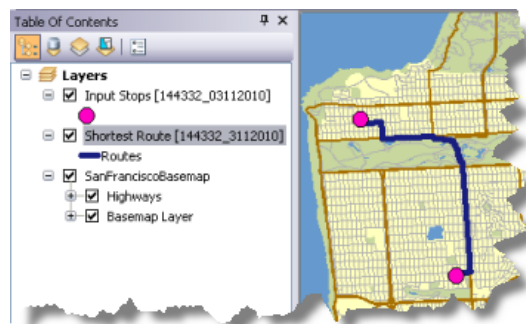 Table Of Contents
Layers
Input Stops [144332_03112010]
Shortest Route [144332_3112010]
Routes
SanFranciscoBasemap
Highways
Basemap Layer